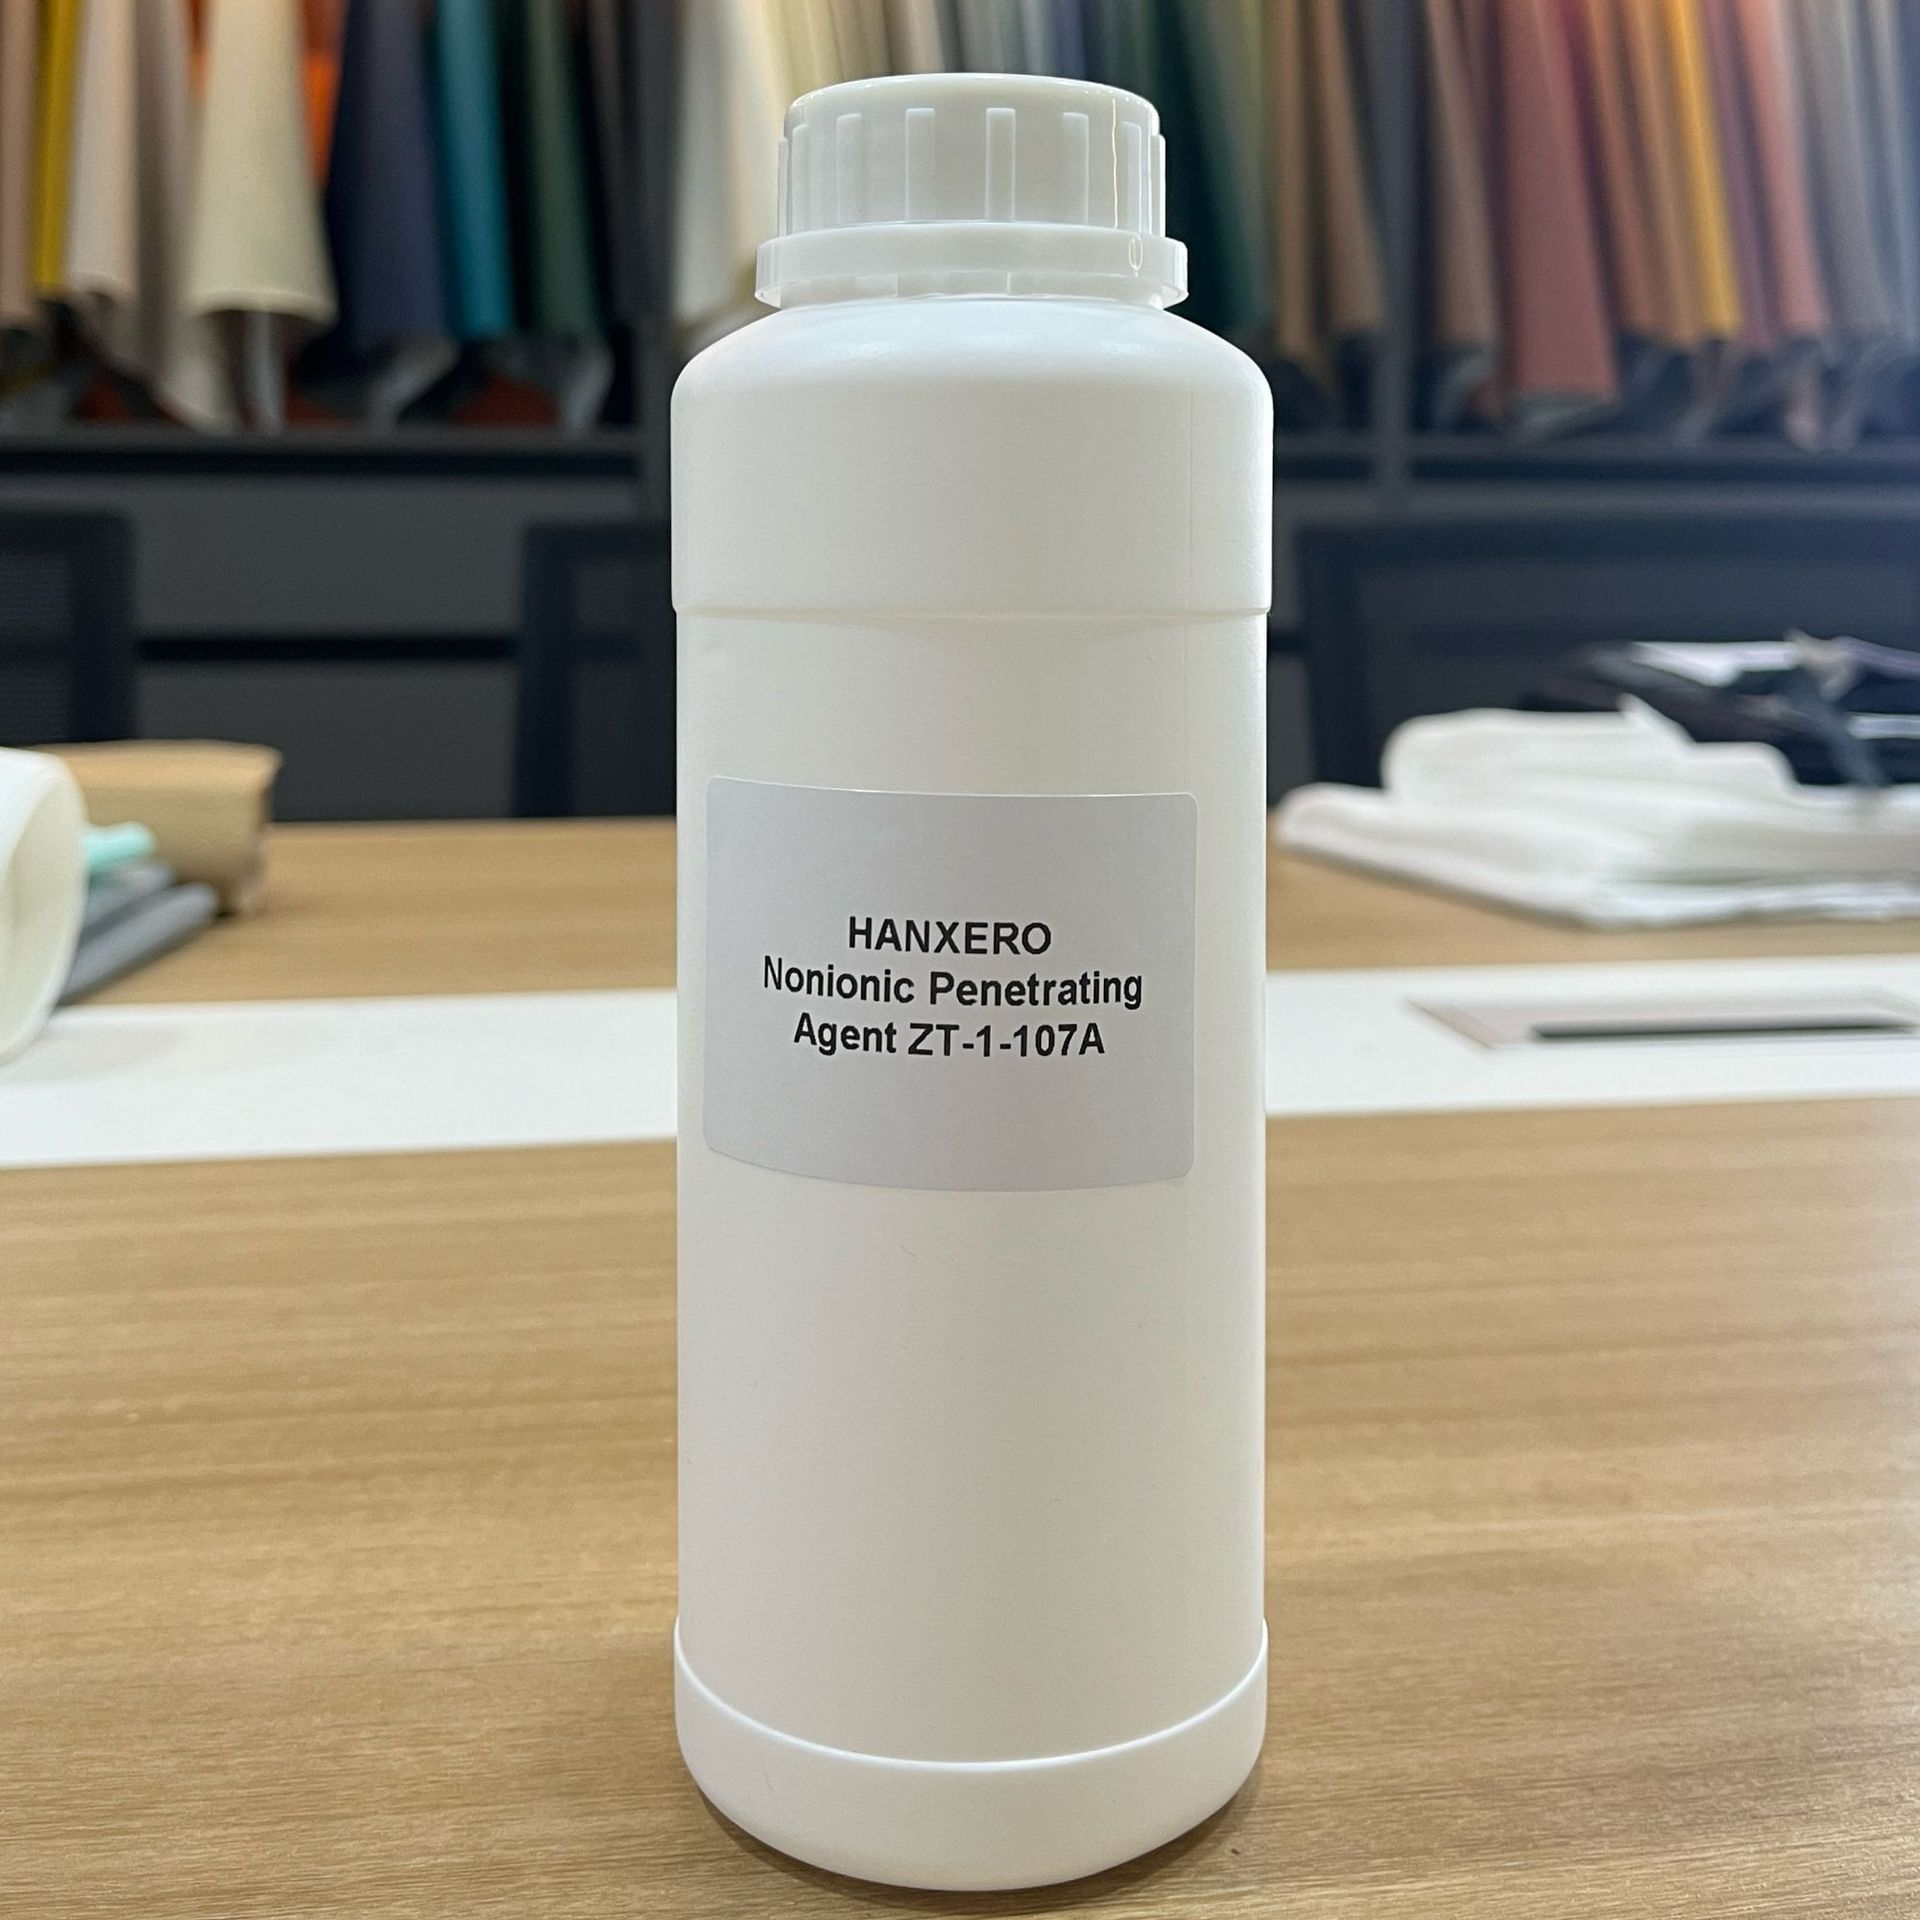 HANXERO
Nonionic Penetrating
Agent ZT-1-107A